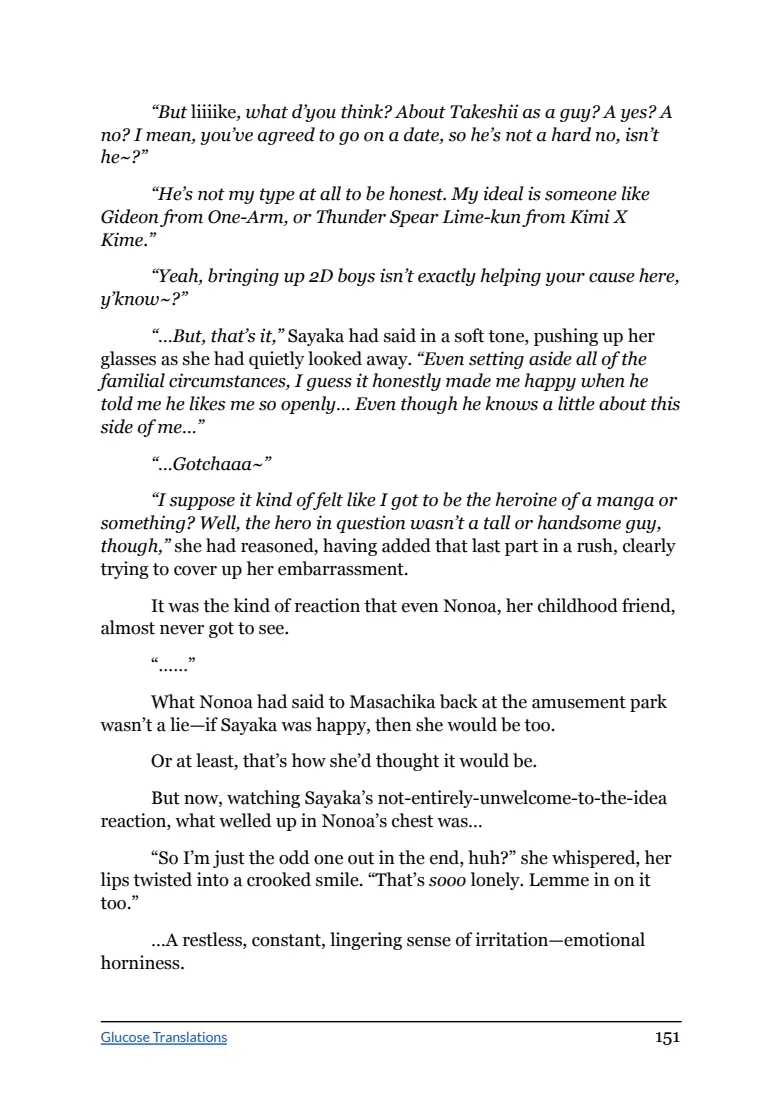 “But liiiike, what d’you think? About Takeshii as a guy? A yes? A
no? I mean, you’ve agreed to go on a date, so he’s not a hard no, isn’t
he~?”
“He’s not my type at all to be honest. My ideal is someone like
Gideon from One-Arm, or Thunder Spear Lime-kun from Kimi X
Kime.”
“Yeah, bringing up 2D boys isn’t exactly helping your cause here,
y’know~?”
“…But, that’s it,” Sayaka had said in a soft tone, pushing up her
glasses as she had quietly looked away. “Even setting aside all of the
familial circumstances, I guess it honestly made me happy when he
told me he likes me so openly… Even though he knows a little about this
side of me…”
“…Gotchaaa~”
“I suppose it kind of felt like I got to be the heroine of a manga or
something? Well, the hero in question wasn’t a tall or handsome guy,
though,” she had reasoned, having added that last part in a rush, clearly
trying to cover up her embarrassment.
It was the kind of reaction that even Nonoa, her childhood friend,
almost never got to see.
“……”
What Nonoa had said to Masachika back at the amusement park
wasn’t a lie—if Sayaka was happy, then she would be too.
Or at least, that’s how she’d thought it would be.
But now, watching Sayaka’s not-entirely-unwelcome-to-the-idea
reaction, what welled up in Nonoa’s chest was…
“So I’m just the odd one out in the end, huh?” she whispered, her
lips twisted into a crooked smile. “That’s sooo lonely. Lemme in on it
too.”
…A restless, constant, lingering sense of irritation—emotional
horniness.
Glucose Translations 151